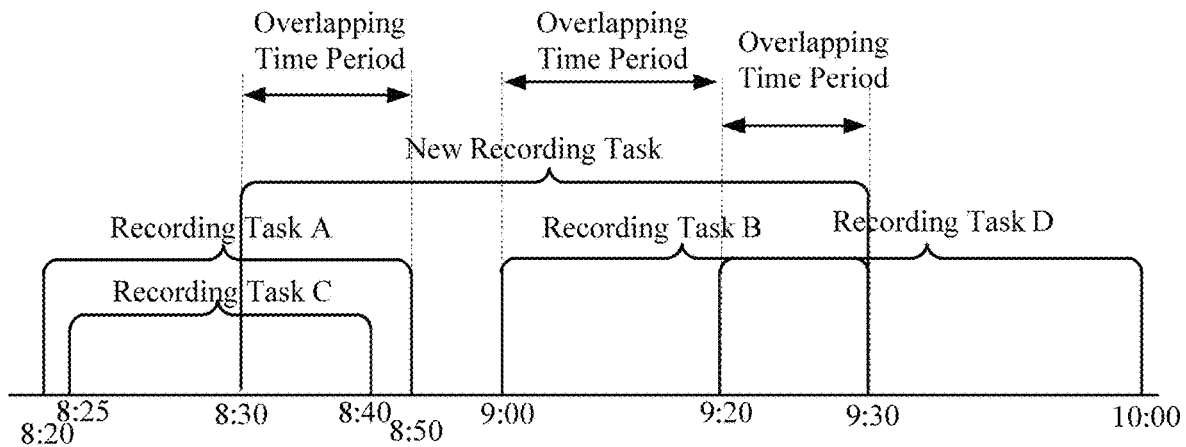 Overlapping
Time Period
Overlapping
Time Period
Overlapping
Time Period
New Recording Task
Recording Task A
Recording Task B
Recording Task D
Recording Task C
8:20
8:25
8:30
8:40
8:50
9:00
9:20
9:30
10:00